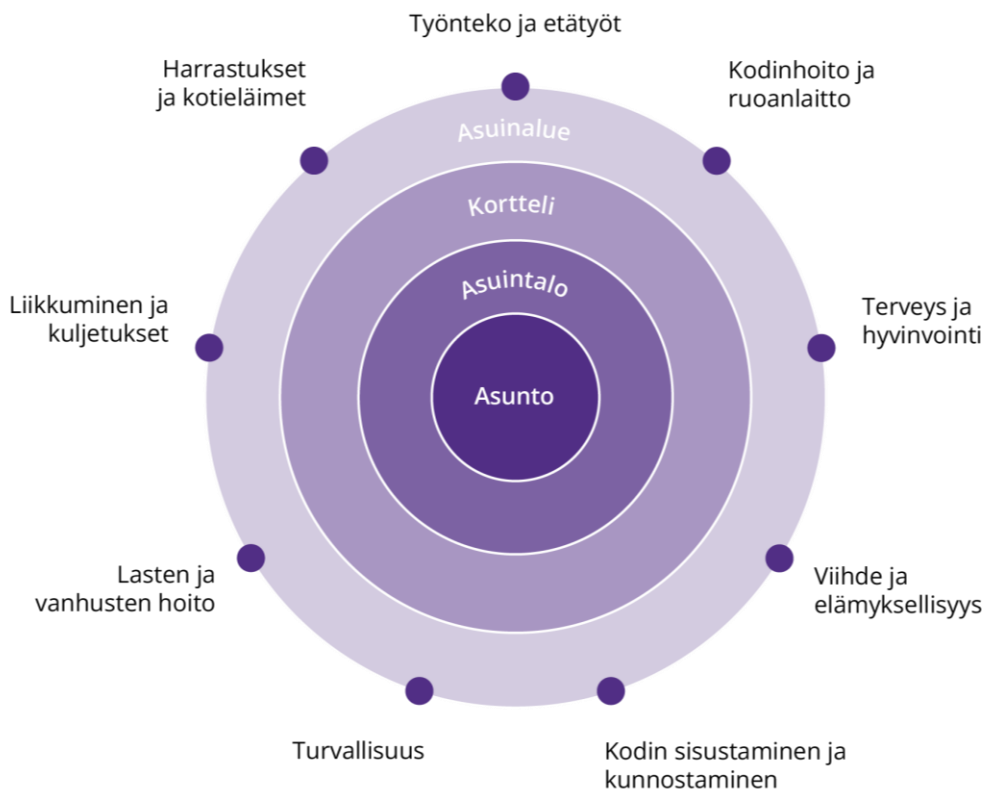 Työnteko ja etätyöt
Harrastukset
ja kotieläimet
Kodinhoito ja
ruoanlaitto
Asuinalue
Kortteli
Asuintalo
Asunto
Liikkuminen ja
kuljetukset
Terveys ja
hyvinvointi
Lasten ja
vanhusten hoito
Viihde ja
elämyksellisyys
Turvallisuus
Kodin sisustaminen ja
kunnostaminen